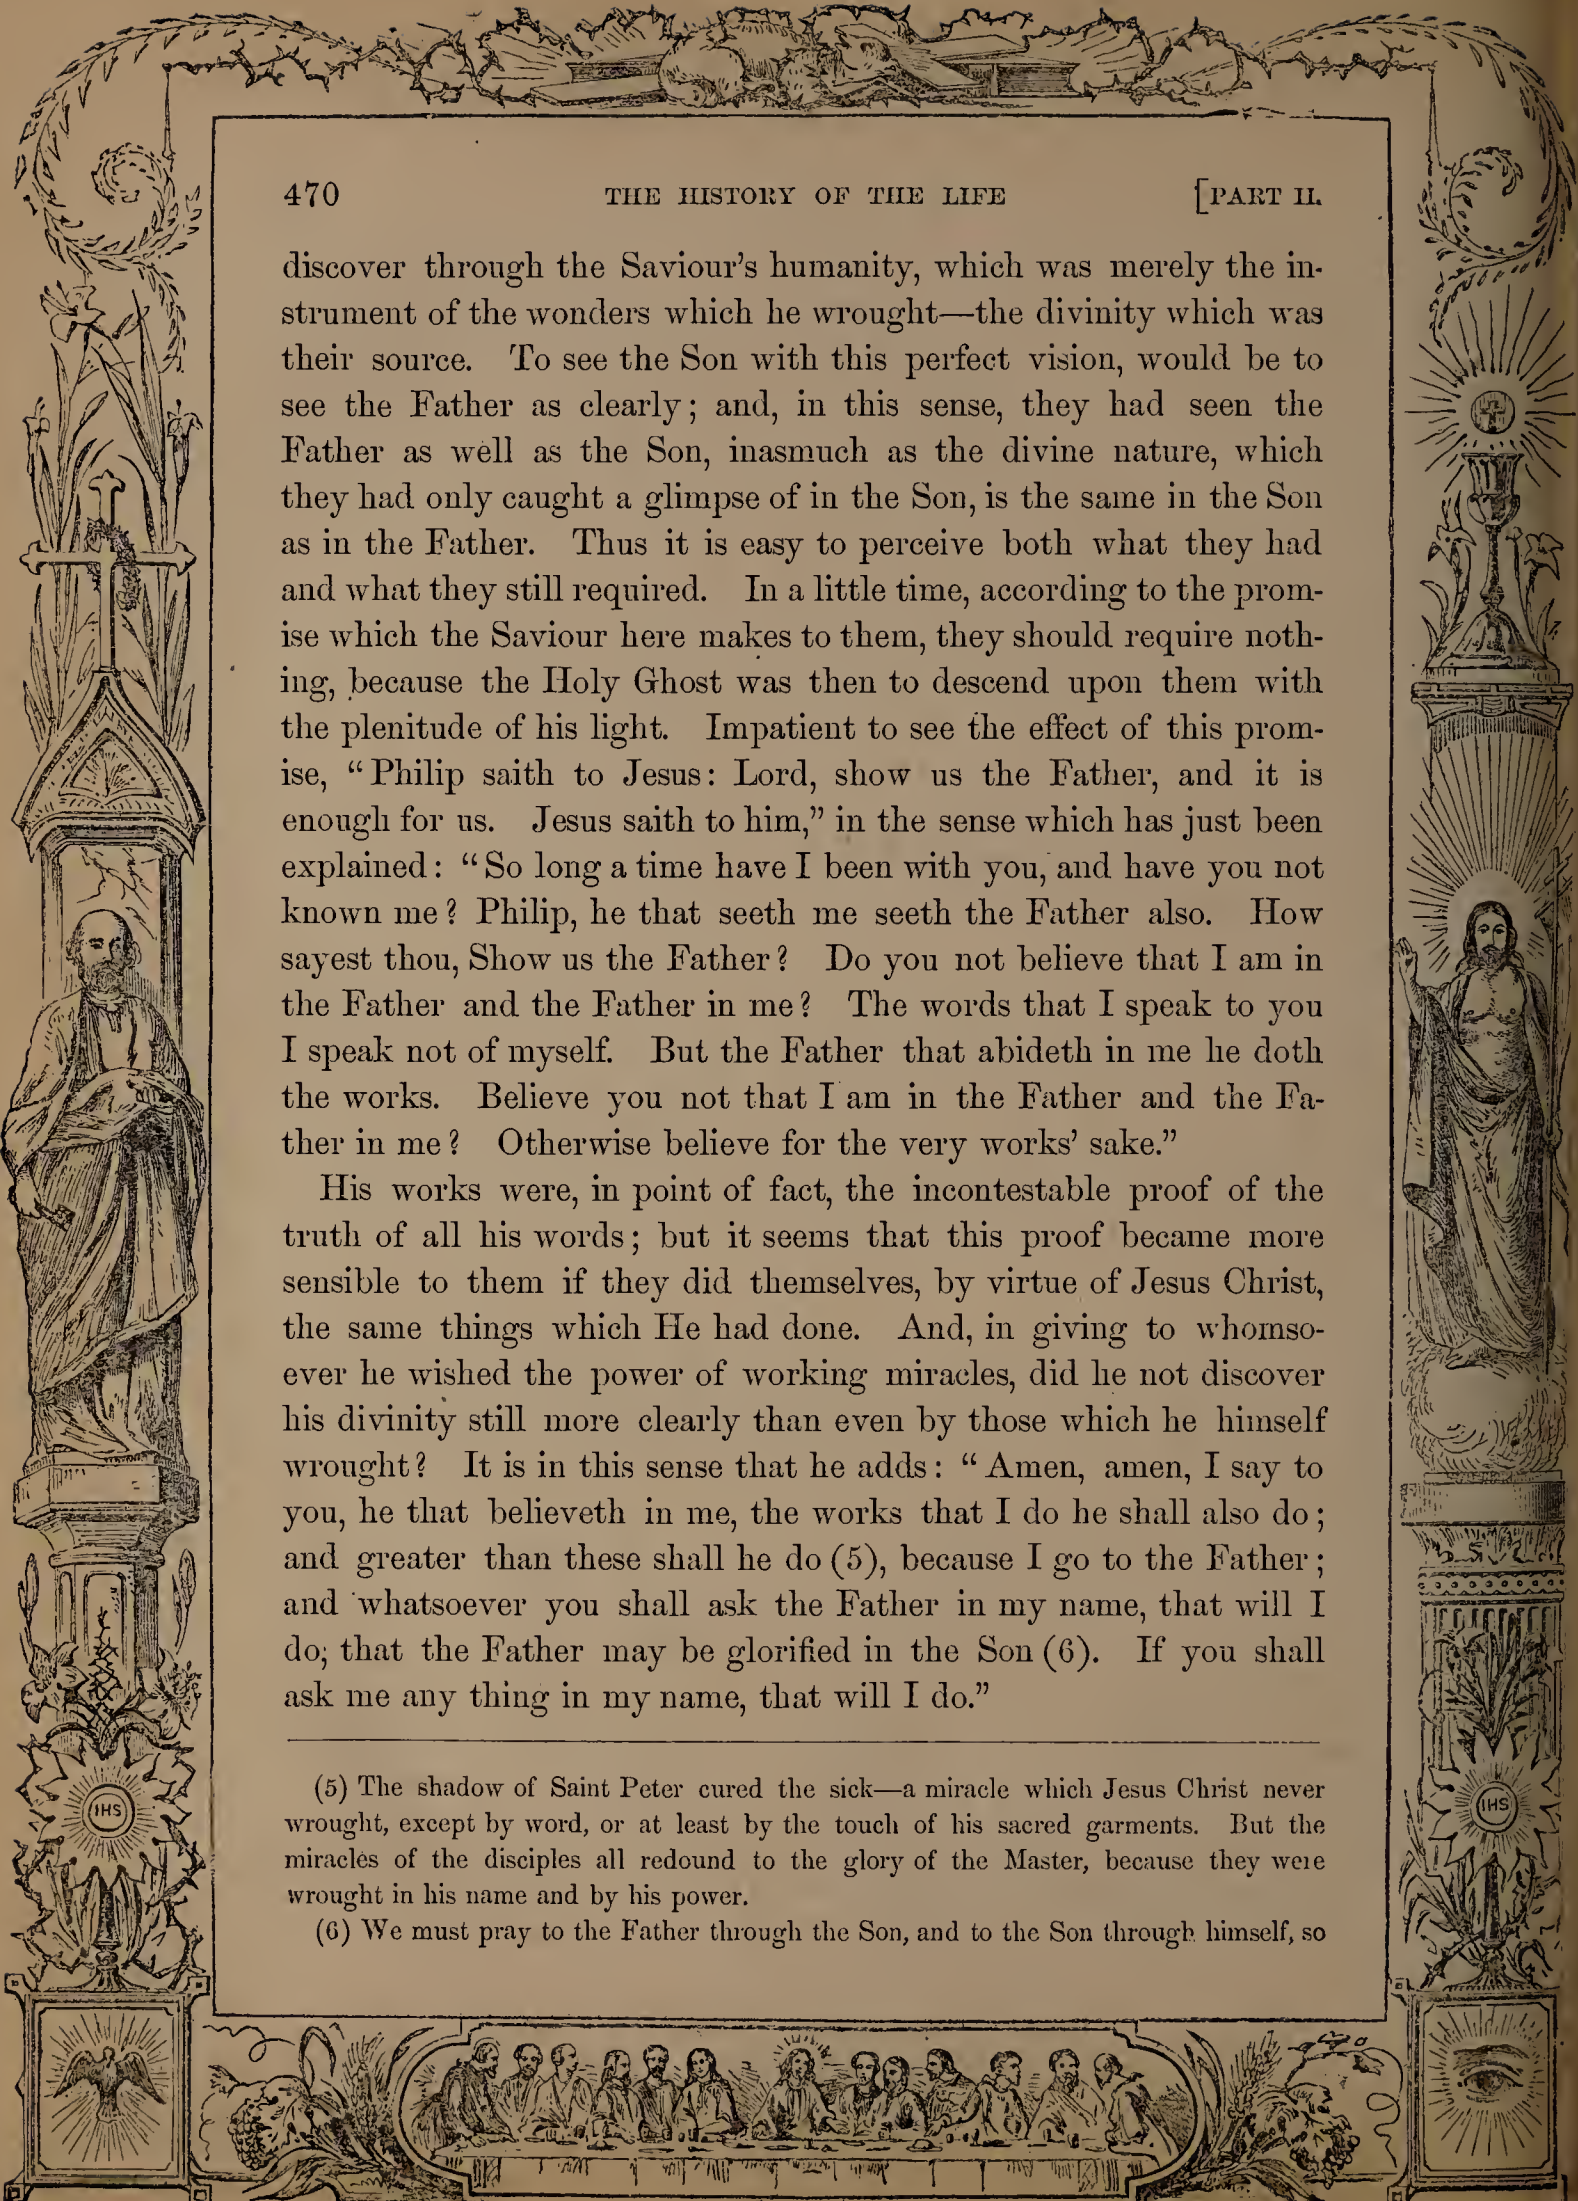 470 THE HISTORY OF THE LIFE [PART II.
discover through the Saviour's humanity, which was merely the in-
strument of the wonders which he wrought—the divinity which was
their source. To see the Son with this perfect vision, would be to
see the Father as clearly; and, in this sense, they had seen the
Father as well as the Son, inasmuch as the divine nature, which
they had only caught a glimpse of in the Son, is the same in the Son
as in the Father. Thus it is easy to perceive both what they had
and what they still required. In a little time, according to the prom-
ise which the Saviour here makes to them, they should require noth-
ing, because the Holy Ghost was then to descend upon them with
the plenitude of his light. Impatient to see the effect of this prom-
ise, "Philip saith to Jesus: Lord, show us the Father, and it is
enough for us. Jesus saith to him," in the sense which has just been
explained: "So long a time have I been with you, and have you not
known me? Philip, he that seeth me seeth the Father also. How
sayest thou, Show us the Father? Do you not believe that I am in
the Father and the Father in me? The words that I speak to you
I speak not of myself. But the Father that abideth in me he doth
the works. Believe you not that I am in the Father and the Fa-
ther in me? Otherwise believe for the very works' sake."
His works were, in point of fact, the incontestable proof of the
truth of all his words; but it seems that this proof became more
sensible to them if they did themselves, by virtue of Jesus Christ,
the same things which He had done. And, in giving to whomso-
ever he wished the power of working miracles, did he not discover
his divinity still more clearly than even by those which he himself
wrought? It is in this sense that he adds: "Amen, amen, I say to
you, he that believeth in me, the works that I do he shall also do;
and greater than these shall he do (5), because I go to the Father;
and whatsoever you shall ask the Father in my name, that will I
do; that the Father may be glorified in the Son (6). If you shall
ask me any thing in my name, that will I do."
(5) The shadow of Saint Peter cured the sick—a miracle which Jesus Christ never
wrought, except by word, or at least by the touch of his sacred garments. But the
miracles of the disciples all redound to the glory of the Master, because they were
wrought in his name and by his power.
(6) We must pray to the Father through the Son, and to the Son through himself, so
IHS
IHS